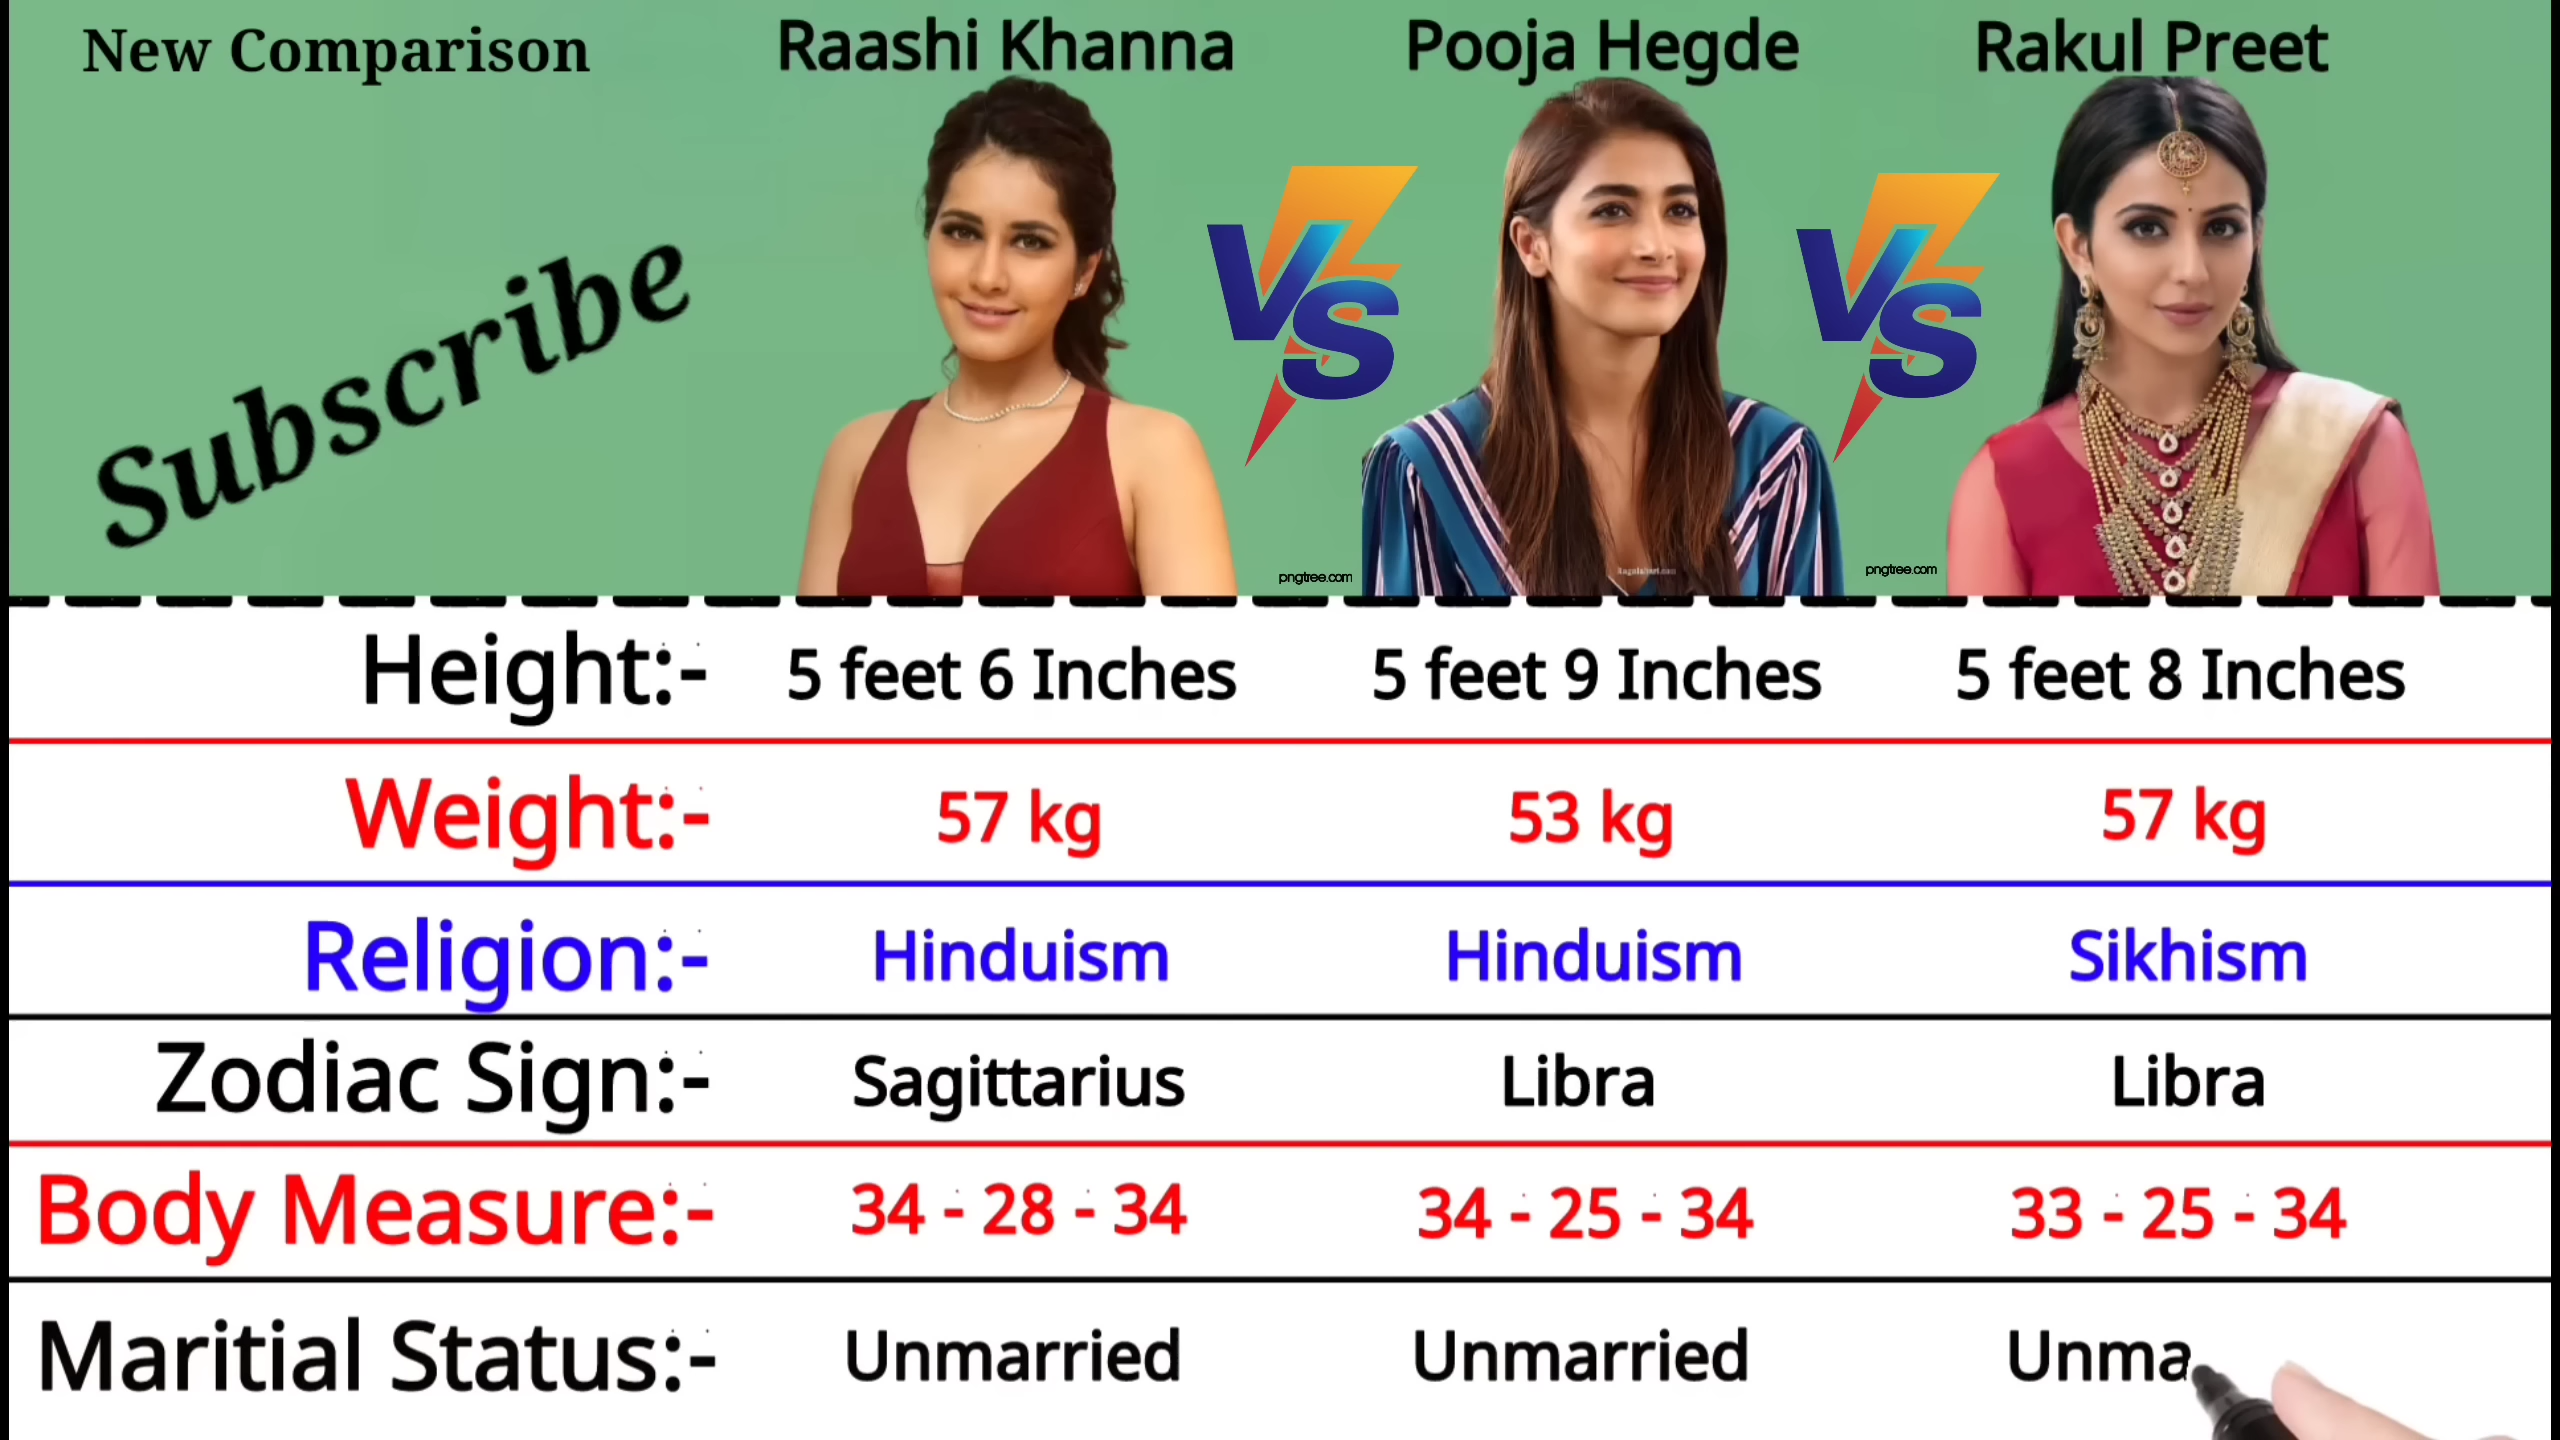 New Comparison Raashi Khanna Pooja Hegde Rakul Preet
Subscribe
VS VS
pngtree.com pngtree.com
Height:- 5 feet 6 Inches 5 feet 9 Inches 5 feet 8 Inches
Weight:- 57 kg 53 kg 57 kg
Religion:- Hinduism Hinduism Sikhism
Zodiac Sign:- Sagittarius Libra Libra
Body Measure:- 34 - 28 - 34 34 - 25 - 34 33 - 25 - 34
Maritial Status:- Unmarried Unmarried Unma